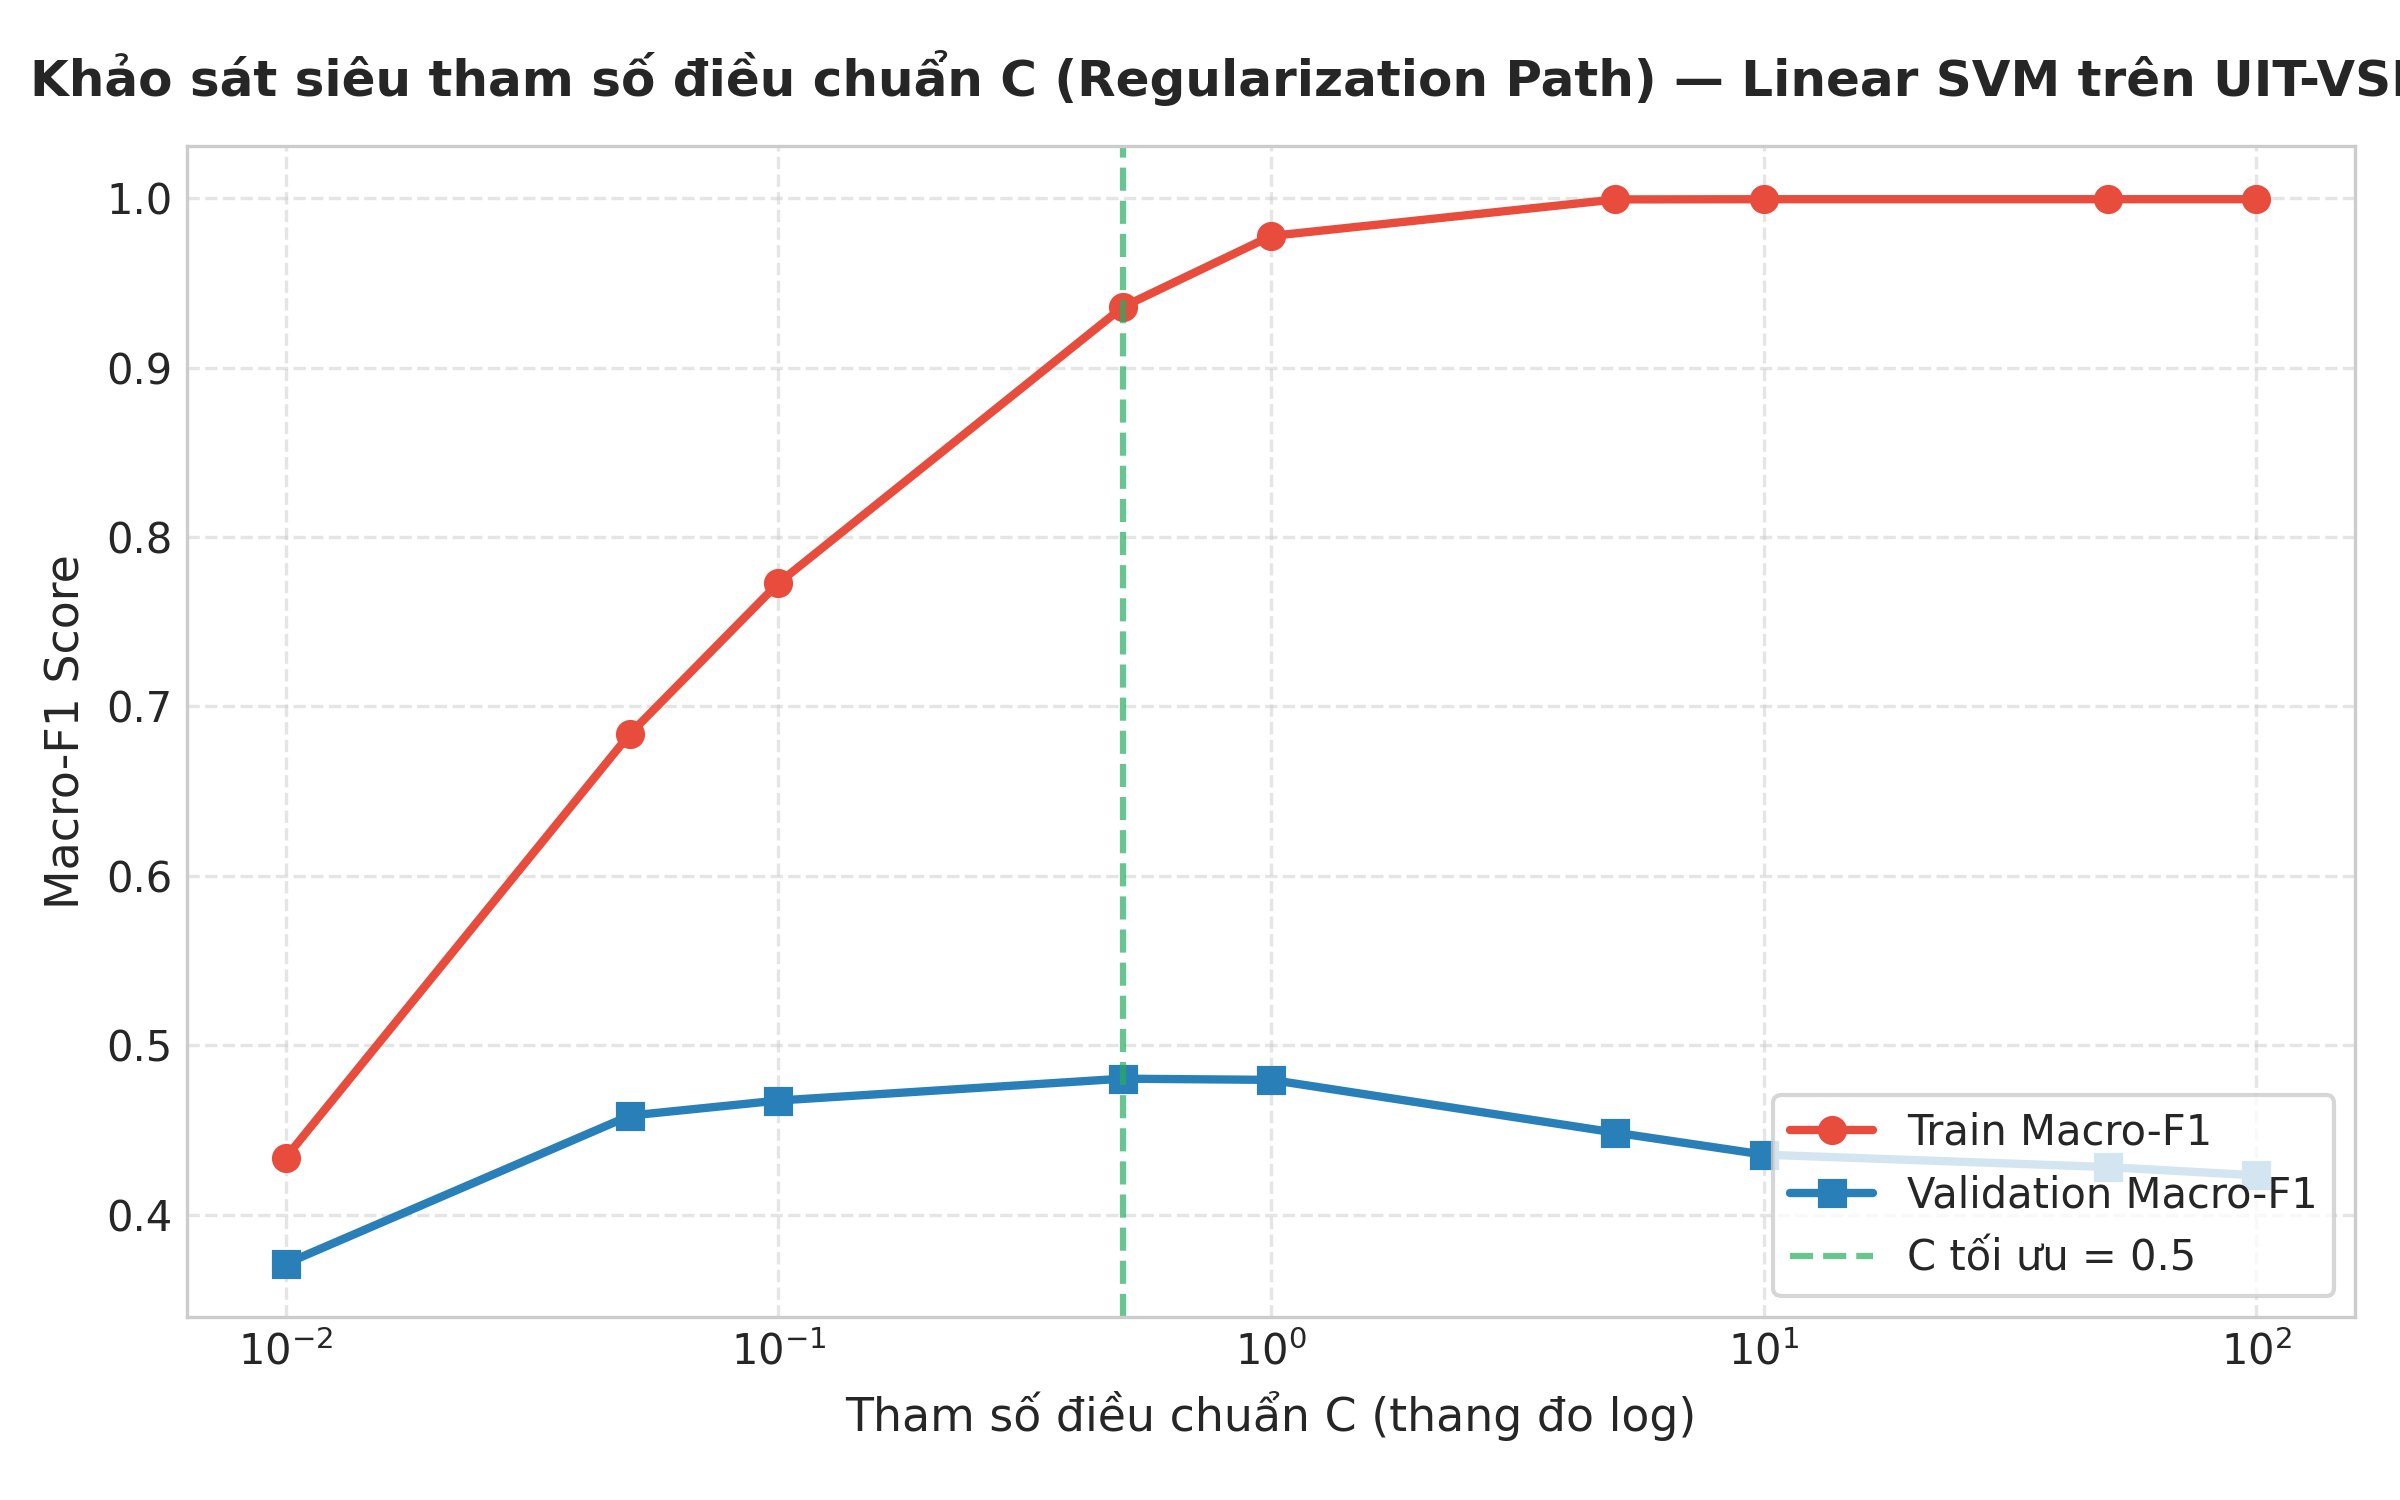 Khảo sát siêu tham số điều chuẩn C (Regularization Path) — Linear SVM trên
Macro-F1 Score
1.0
0.9
0.8
0.7
0.6
0.5
0.4
Train Macro-F1
Validation Macro-F1
C tối ưu = 0.5
10⁻²
10⁻¹
10⁰
10¹
10²
Tham số điều chuẩn C (thang đo log)